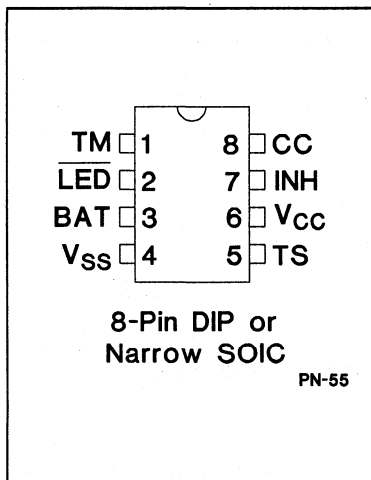 TM 1 8 CC
LED 2 7 INH
BAT 3 6 VCC
VSS 4 5 TS
8-Pin DIP or
Narrow SOIC
PN-55